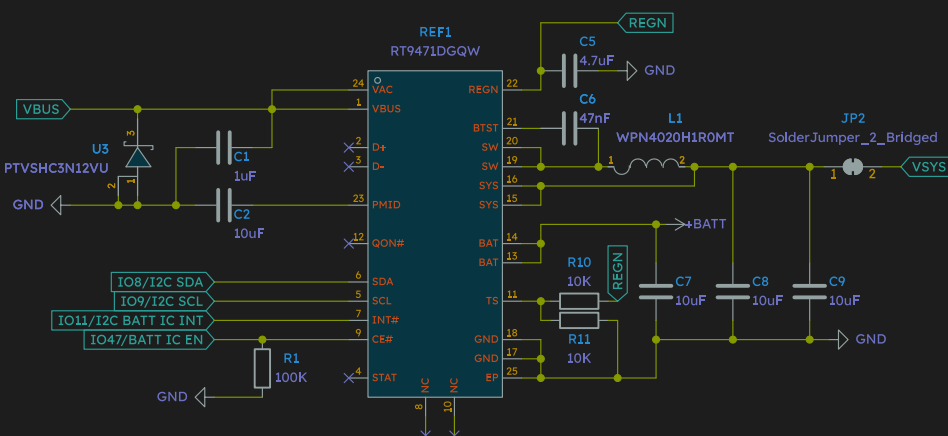 REF1
RT9471DGQW
REGN
C5
4.7uF
GND
24
VAC
REGN
22
VBUS
1
VBUS
C6
47nF
U3
PTVSHC3N12VU
3
2
1
C1
1uF
BTST
21
L1
WPN4020H1R0MT
JP2
SolderJumper_2_Bridged
2
D+
SW
20
3
D-
SW
19
1
2
1
2
VSYS
SYS
16
GND
C2
10uF
23
PMID
SYS
15
12
QON#
BAT
14
+BATT
BAT
13
IO8/I2C SDA
6
SDA
R10
10K
REGN
C7
10uF
C8
10uF
C9
10uF
IO9/I2C SCL
5
SCL
TS
11
IO11/I2C BATT IC INT
7
INT#
R11
10K
IO47/BATT IC EN
9
CE#
GND
18
GND
R1
100K
GND
17
4
STAT
EP
25
GND
NC
NC
8
10